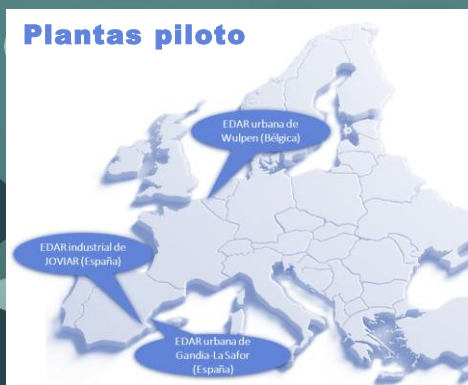 Plantas piloto
EDAR urbana de
Wulpen (Bélgica)
EDAR industrial de
JOVIAR (España)
EDAR urbana de
Gandia-La Safor
(España)